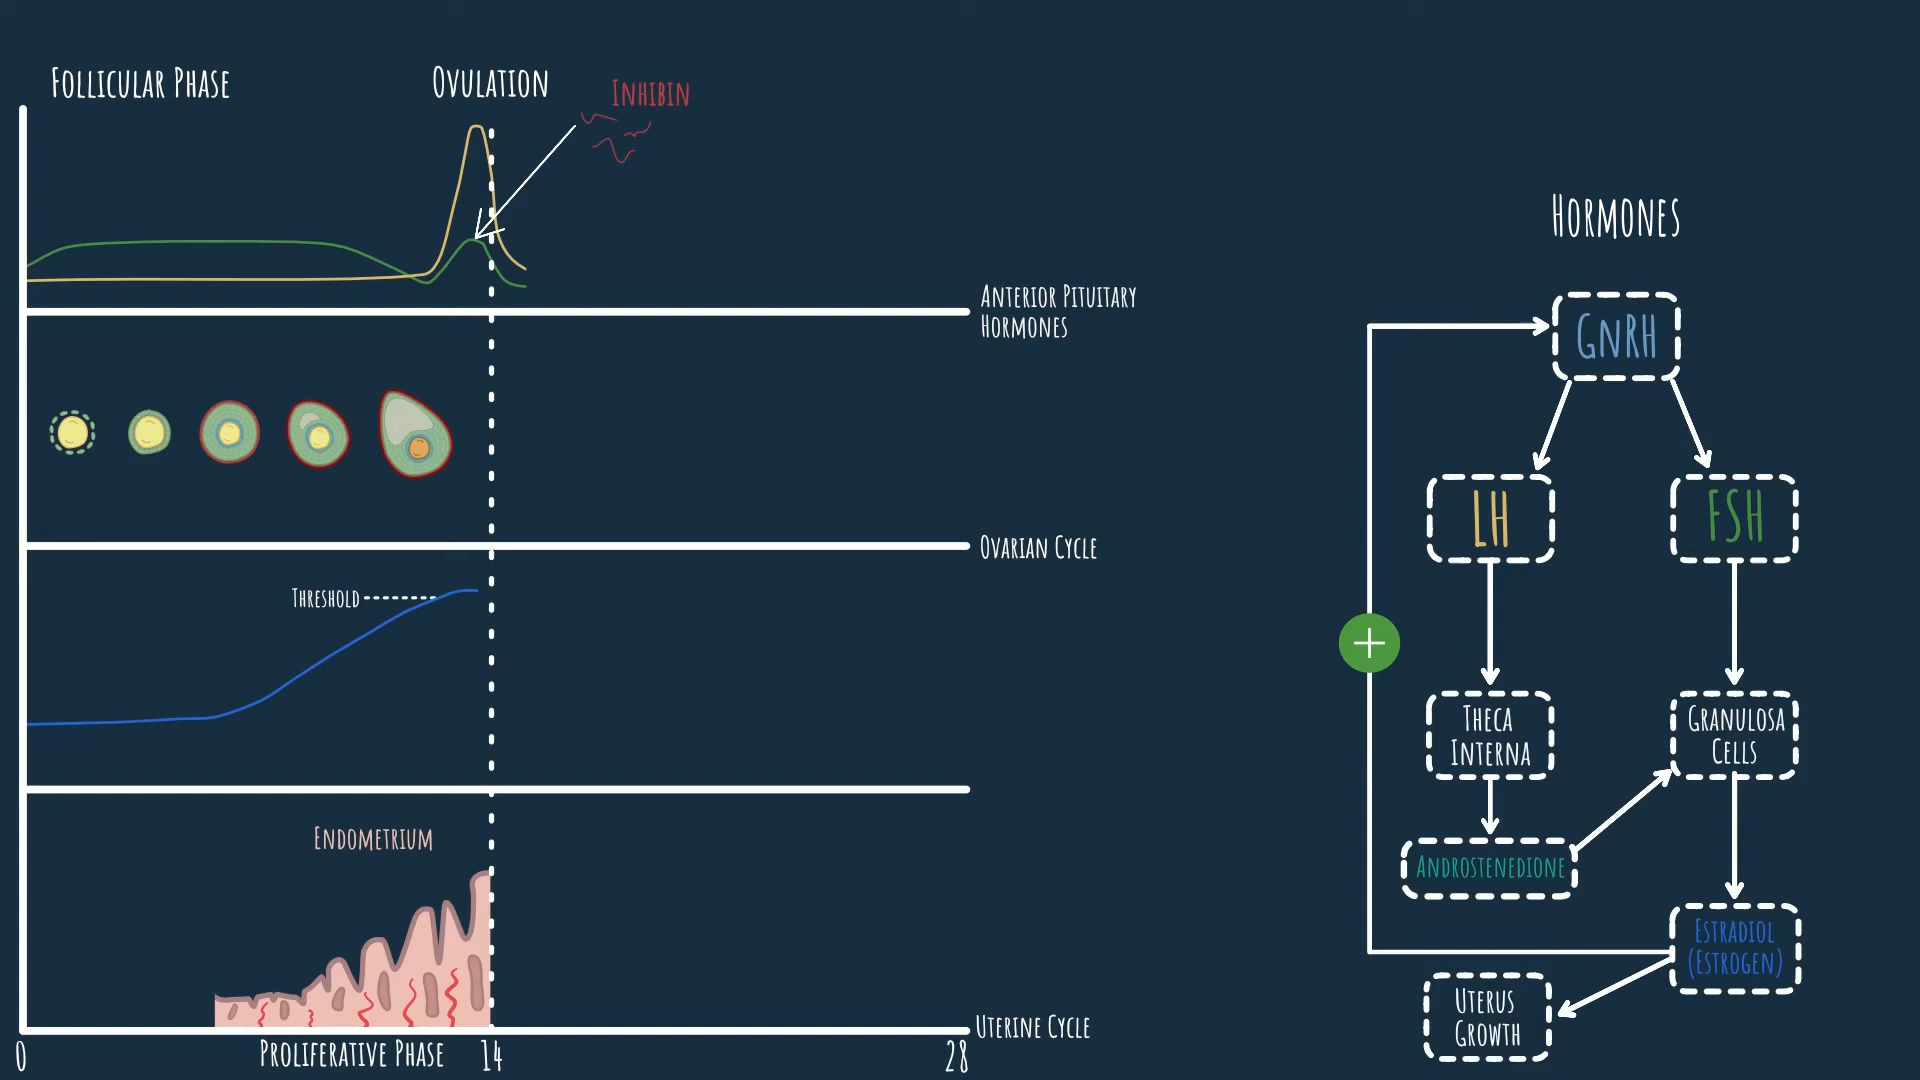 Follicular Phase
Ovulation
Inhibin
Anterior Pituitary
Hormones
Ovarian Cycle
Threshold
Endometrium
Uterine Cycle
0
Proliferative Phase
14
28
Hormones
GnRH
LH
FSH
Theca
Interna
Granulosa
Cells
Androstenedione
Estradiol
(Estrogen)
Uterus
Growth
+